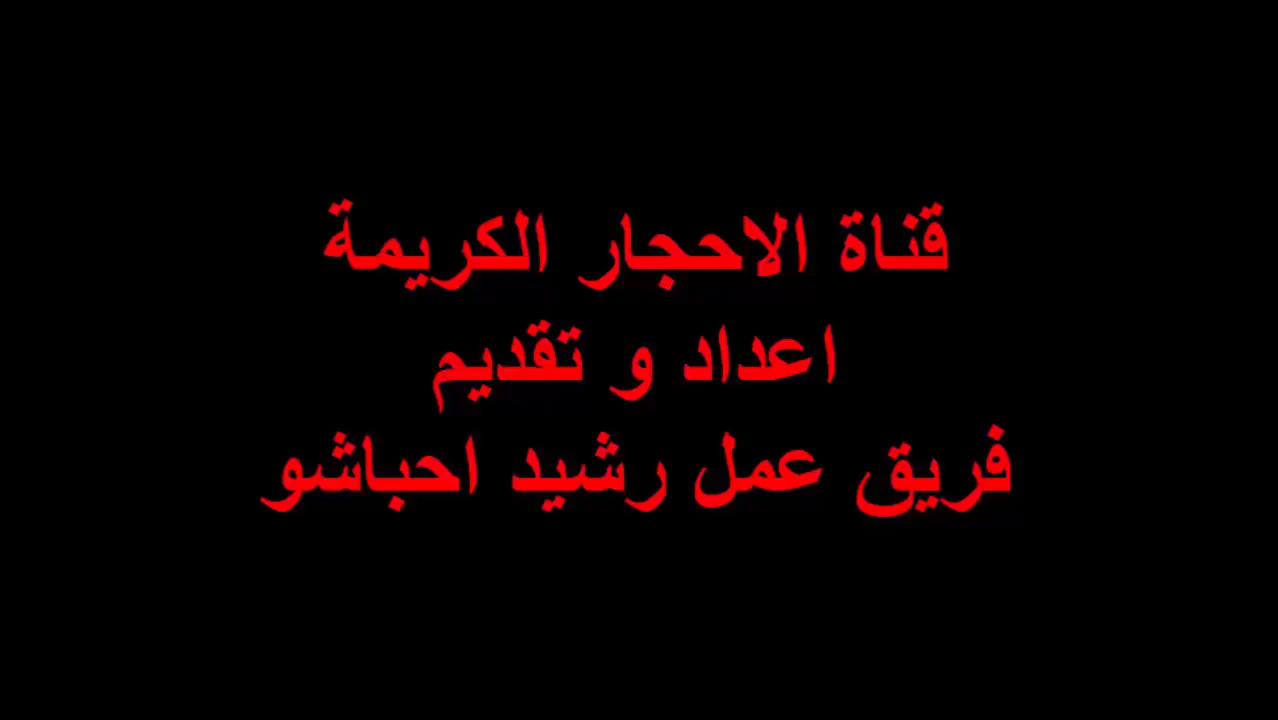 قناة الاحجار الكريمة
اعداد و تقديم
فريق عمل رشيد احباشو